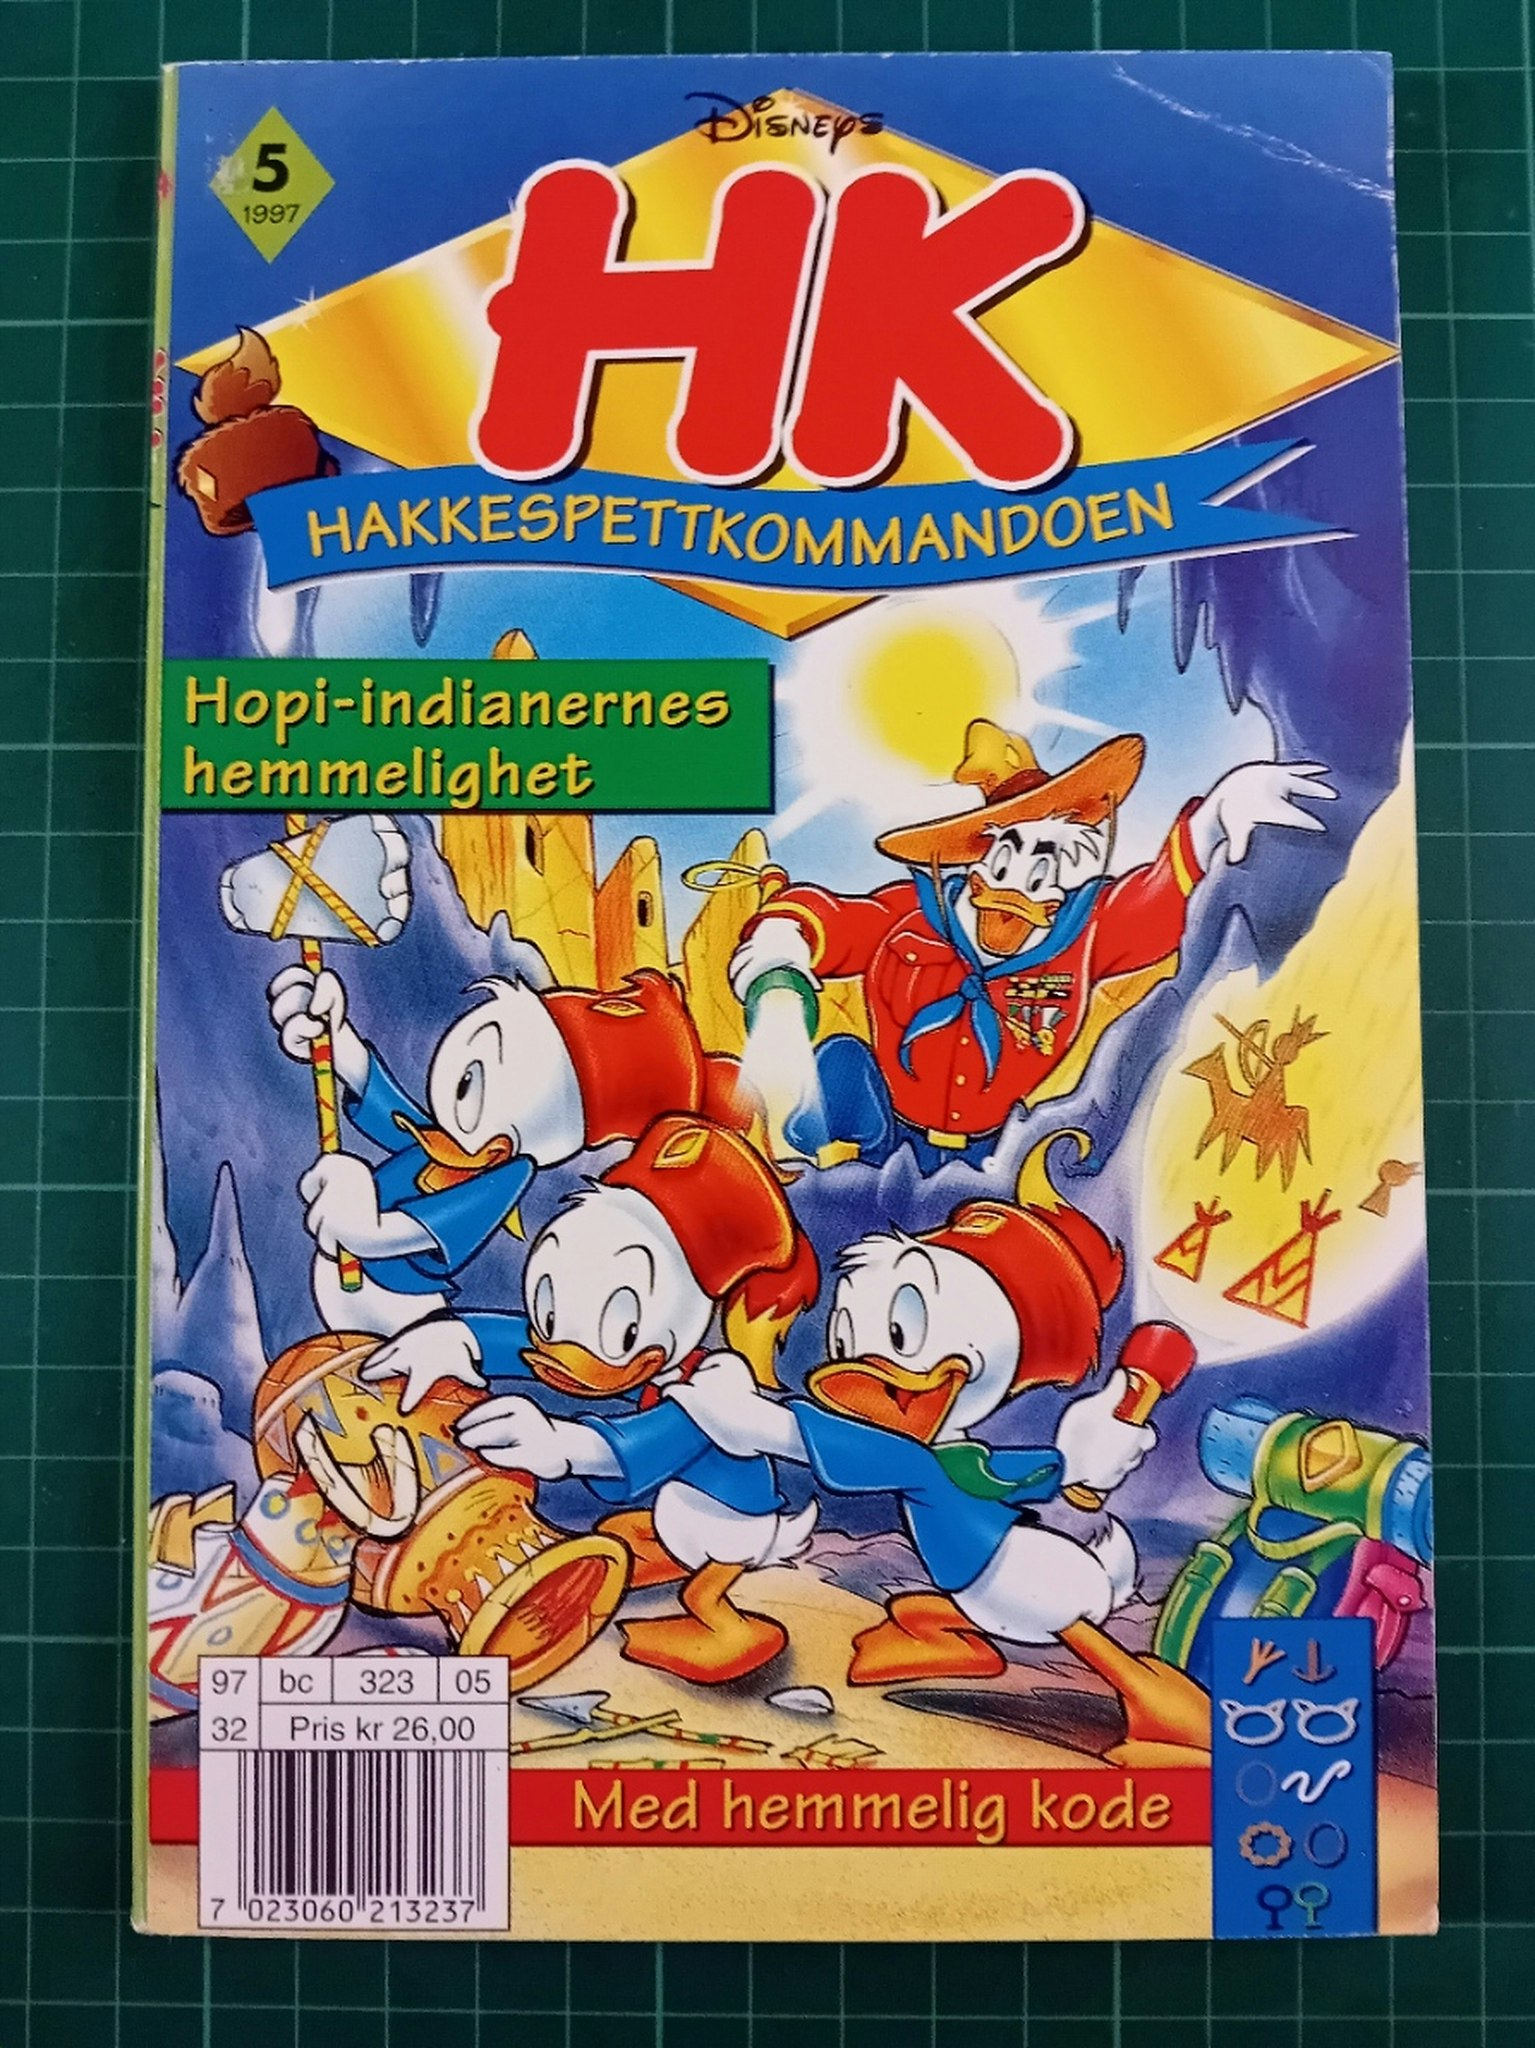 Disneys
5
1997
HK
HAKKESPETTKOMMANDOEN
Hopi-indianernes
hemmelighet
97 bc 323 05
32 Pris kr 26,00
7 023060 213237
Med hemmelig kode